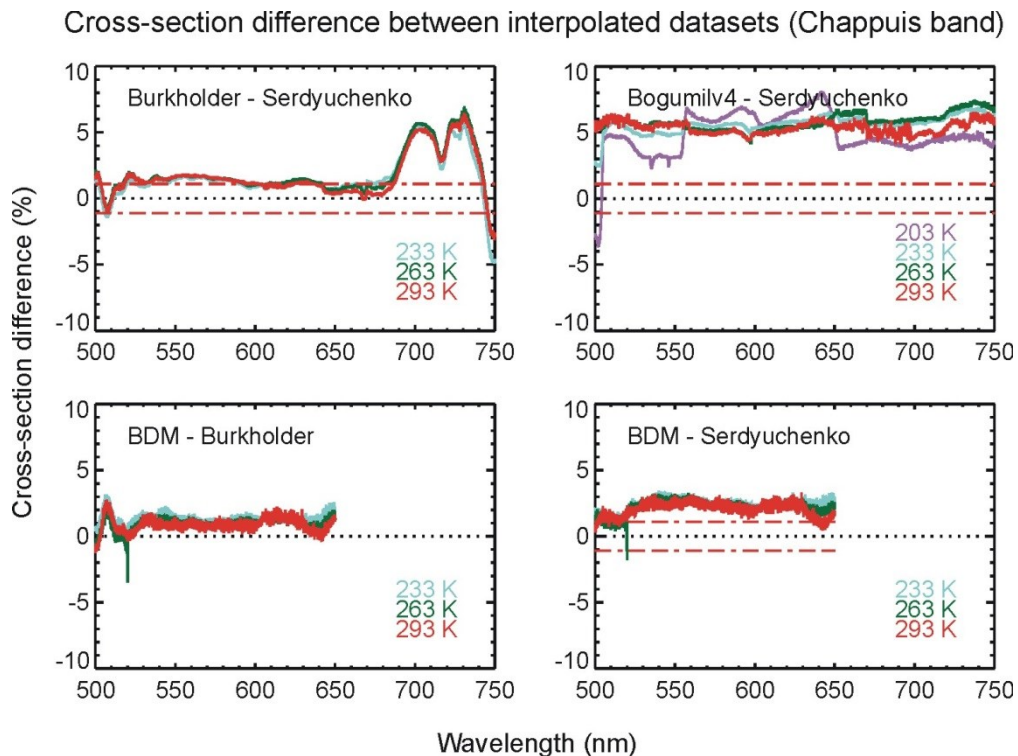 Cross-section difference between interpolated datasets (Chappuis band)
Cross-section difference (%)
Burkholder - Serdyuchenko
10
5
0
-5
-10
233 K
263 K
293 K
500 550 600 650 700 750
Bogumilv4 - Serdyuchenko
10
5
0
-5
-10
203 K
233 K
263 K
293 K
500 550 600 650 700 750
BDM - Burkholder
10
5
0
-5
-10
233 K
263 K
293 K
500 550 600 650 700 750
BDM - Serdyuchenko
10
5
0
-5
-10
233 K
263 K
293 K
500 550 600 650 700 750
Wavelength (nm)